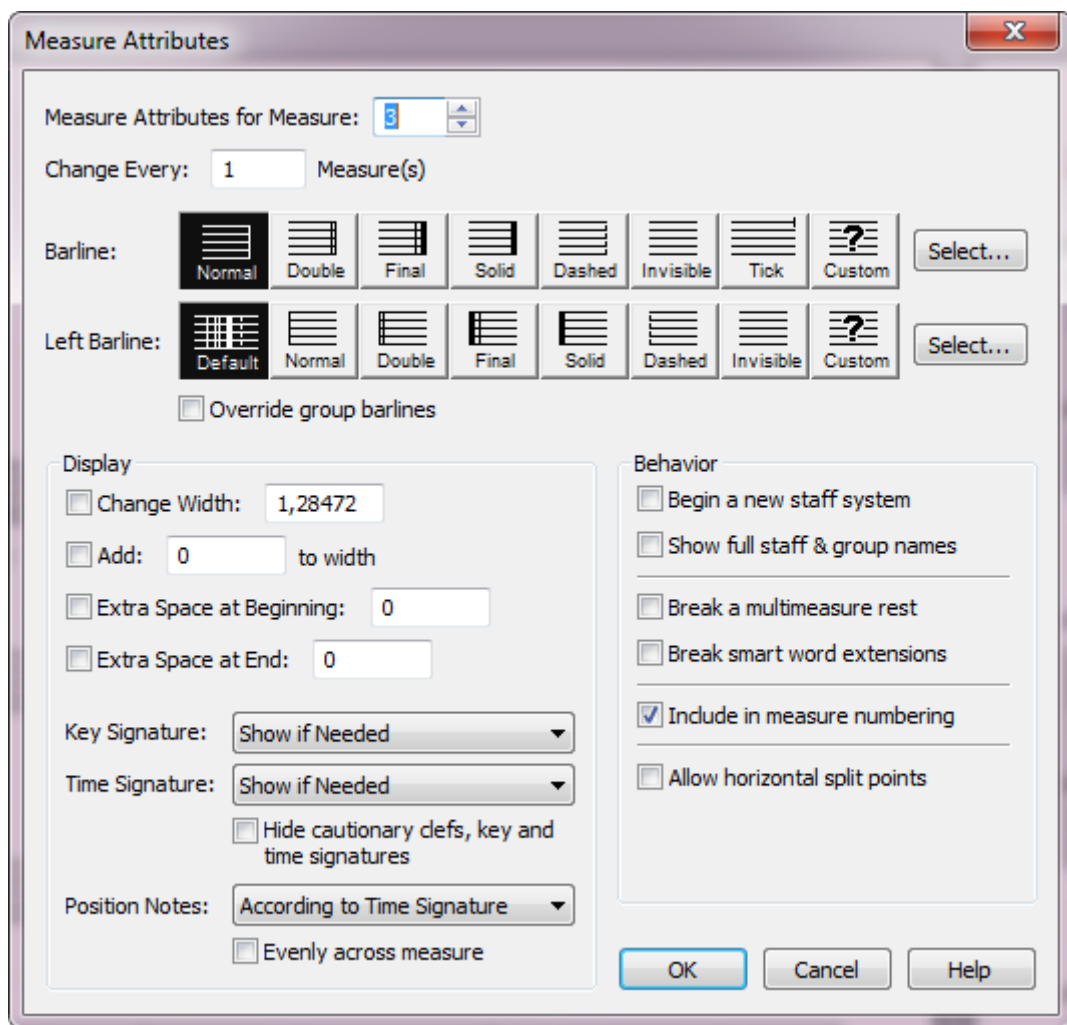 Measure Attributes
Measure Attributes for Measure: 3
Change Every: 1 Measure(s)
Barline: Normal Double Final Solid Dashed Invisible Tick ? Custom Select...
Left Barline: Default Normal Double Final Solid Dashed Invisible ? Custom Select...
Override group barlines
Display
Change Width: 1,28472
Add: 0 to width
Extra Space at Beginning: 0
Extra Space at End: 0
Key Signature: Show if Needed
Time Signature: Show if Needed
Hide cautionary clefs, key and
time signatures
Position Notes: According to Time Signature
Evenly across measure
Behavior
Begin a new staff system
Show full staff & group names
Break a multimeasure rest
Break smart word extensions
Include in measure numbering
Allow horizontal split points
OK Cancel Help